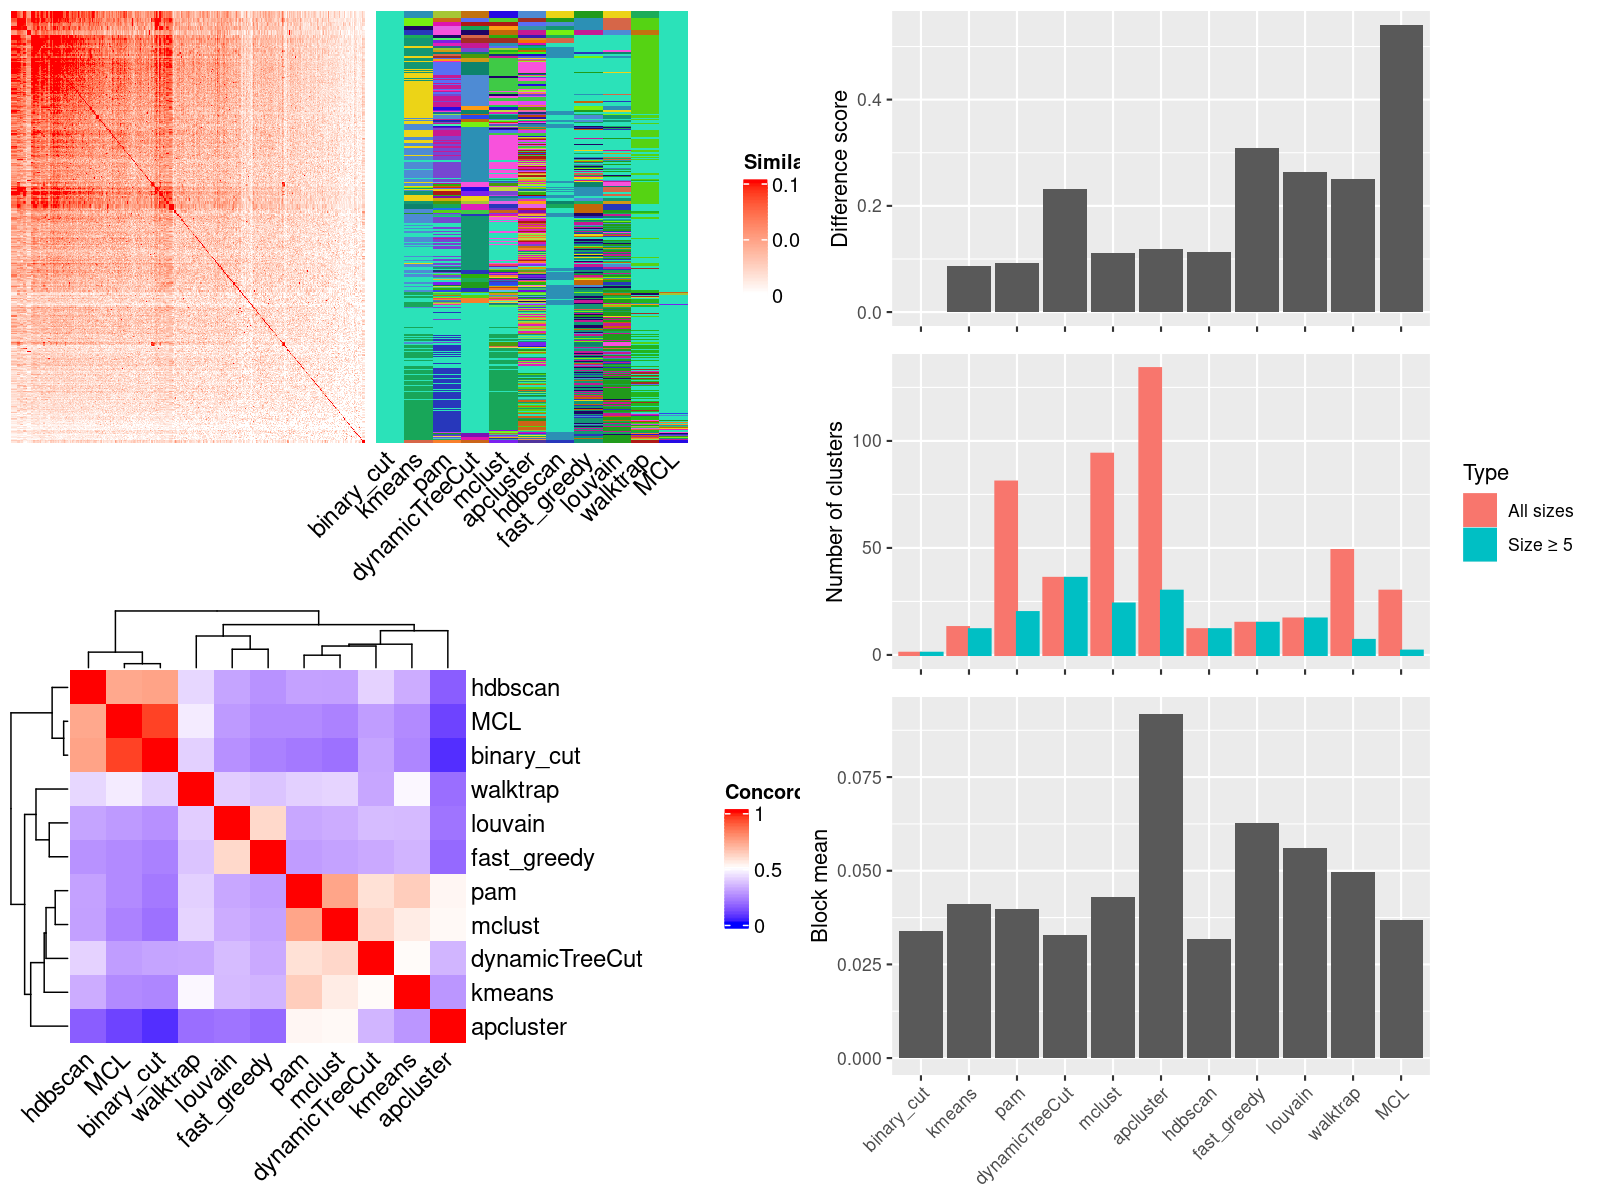 Simila
0.1
0.0
0
binary_cut
kmeans
pam
dynamicTreeCut
mclust
apcluster
hdbscan
fast_greedy
louvain
walktrap
MCL
hdbscan
MCL
binary_cut
walktrap
louvain
fast_greedy
pam
mclust
dynamicTreeCut
kmeans
apcluster
hdbscan
MCL
binary_cut
walktrap
louvain
fast_greedy
pam
mclust
dynamicTreeCut
kmeans
apcluster
Concord
1
0.5
0
Difference score
0.4
0.2
0.0
Number of clusters
100
50
0
Type
All sizes
Size ≥ 5
Block mean
0.075
0.050
0.025
0.000
binary_cut
kmeans
pam
dynamicTreeCut
mclust
apcluster
hdbscan
fast_greedy
louvain
walktrap
MCL